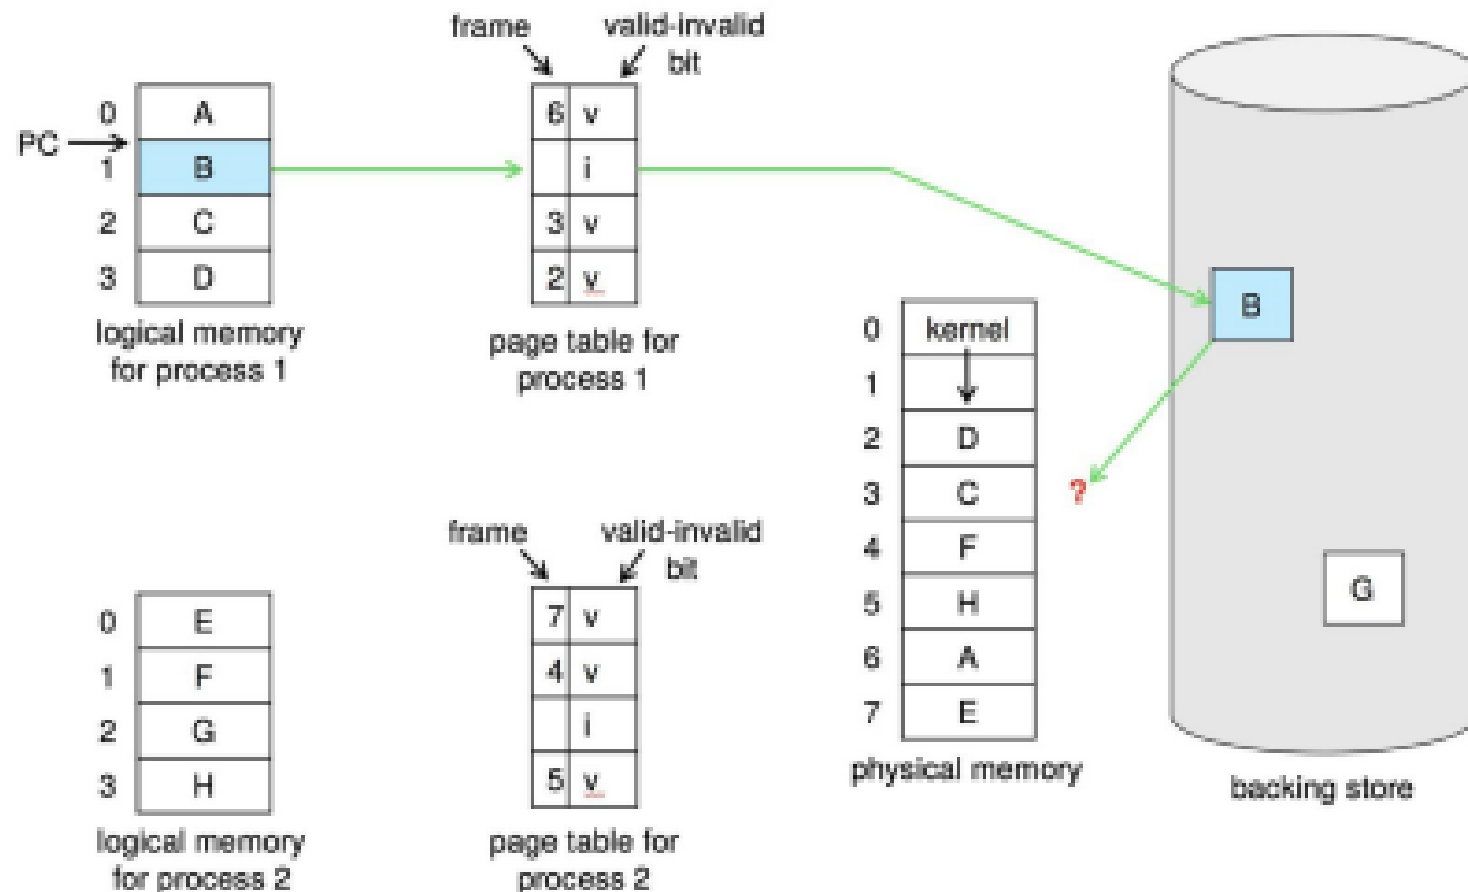 frame
valid-invalid
bit
PC
0 A
1 B
2 C
3 D
logical memory
for process 1
6 v
i
3 v
2 v
page table for
process 1
0 kernel
1
2 D
3 C
4 F
5 H
6 A
7 E
physical memory
?
B
G
backing store
frame
valid-invalid
bit
0 E
1 F
2 G
3 H
logical memory
for process 2
7 v
4 v
i
5 v
page table for
process 2